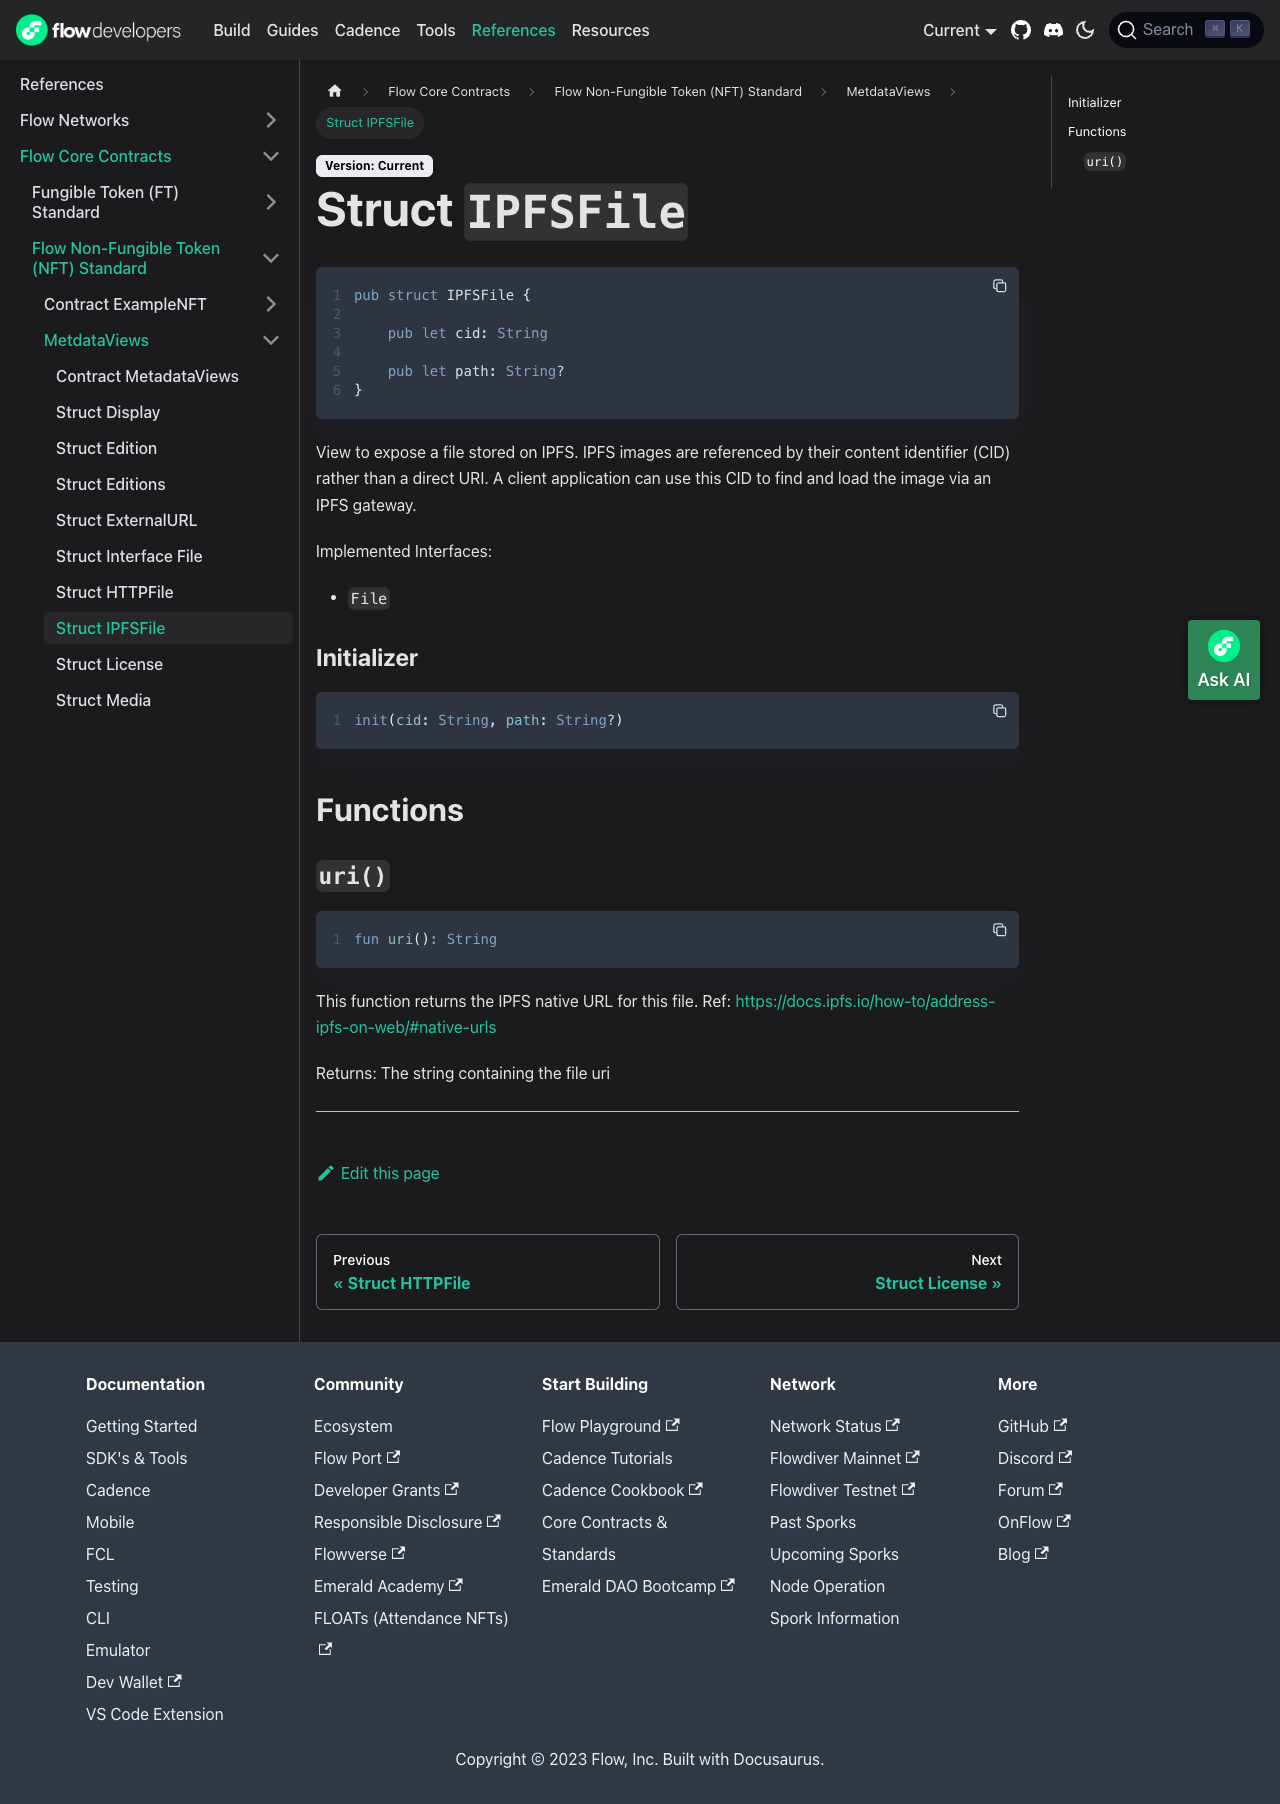 flowdevelopers
Build Guides Cadence Tools References Resources
Current
Search ⌘ K
References
Flow Networks
Flow Core Contracts
Fungible Token (FT)
Standard
Flow Non-Fungible Token
(NFT) Standard
Contract ExampleNFT
MetdataViews
Contract MetadataViews
Struct Display
Struct Edition
Struct Editions
Struct ExternalURL
Struct Interface File
Struct HTTPFile
Struct IPFSFile
Struct License
Struct Media
Flow Core Contracts
Flow Non-Fungible Token (NFT) Standard
MetdataViews
Struct IPFSFile
Version: Current
Struct IPFSFile
1 pub struct IPFSFile {
2
3 pub let cid: String
4
5 pub let path: String?
6 }
View to expose a file stored on IPFS. IPFS images are referenced by their content identifier (CID)
rather than a direct URI. A client application can use this CID to find and load the image via an
IPFS gateway.
Implemented Interfaces:
• File
Initializer
1 init(cid: String, path: String?)
Functions
uri()
1 fun uri(): String
This function returns the IPFS native URL for this file. Ref: https://docs.ipfs.io/how-to/address-
ipfs-on-web/#native-urls
Returns: The string containing the file uri
Edit this page
Previous
« Struct HTTPFile
Next
Struct License »
Initializer
Functions
uri()
Ask AI
Documentation
Getting Started
SDK's & Tools
Cadence
Mobile
FCL
Testing
CLI
Emulator
Dev Wallet
VS Code Extension
Community
Ecosystem
Flow Port
Developer Grants
Responsible Disclosure
Flowverse
Emerald Academy
FLOATs (Attendance NFTs)
Start Building
Flow Playground
Cadence Tutorials
Cadence Cookbook
Core Contracts &
Standards
Emerald DAO Bootcamp
Network
Network Status
Flowdiver Mainnet
Flowdiver Testnet
Past Sporks
Upcoming Sporks
Node Operation
Spork Information
More
GitHub
Discord
Forum
OnFlow
Blog
Copyright © 2023 Flow, Inc. Built with Docusaurus.